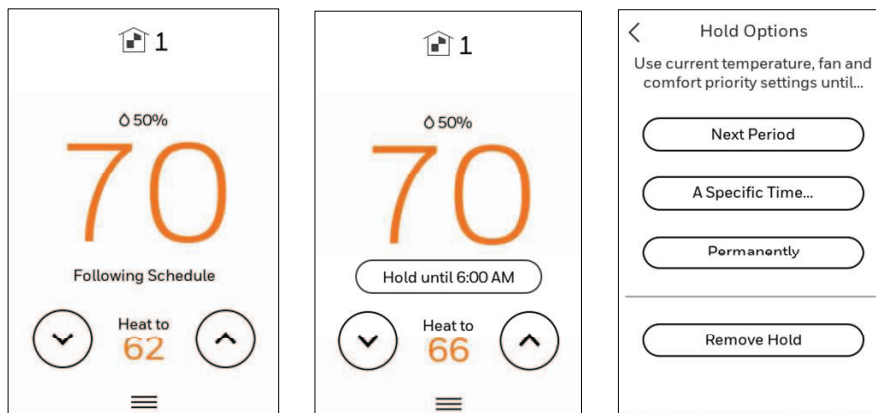 1
50%
70
Following Schedule
Heat to
62
1
50%
70
Hold until 6:00 AM
Heat to
66
Hold Options
Use current temperature, fan and
comfort priority settings until...
Next Period
A Specific Time...
Permanently
Remove Hold